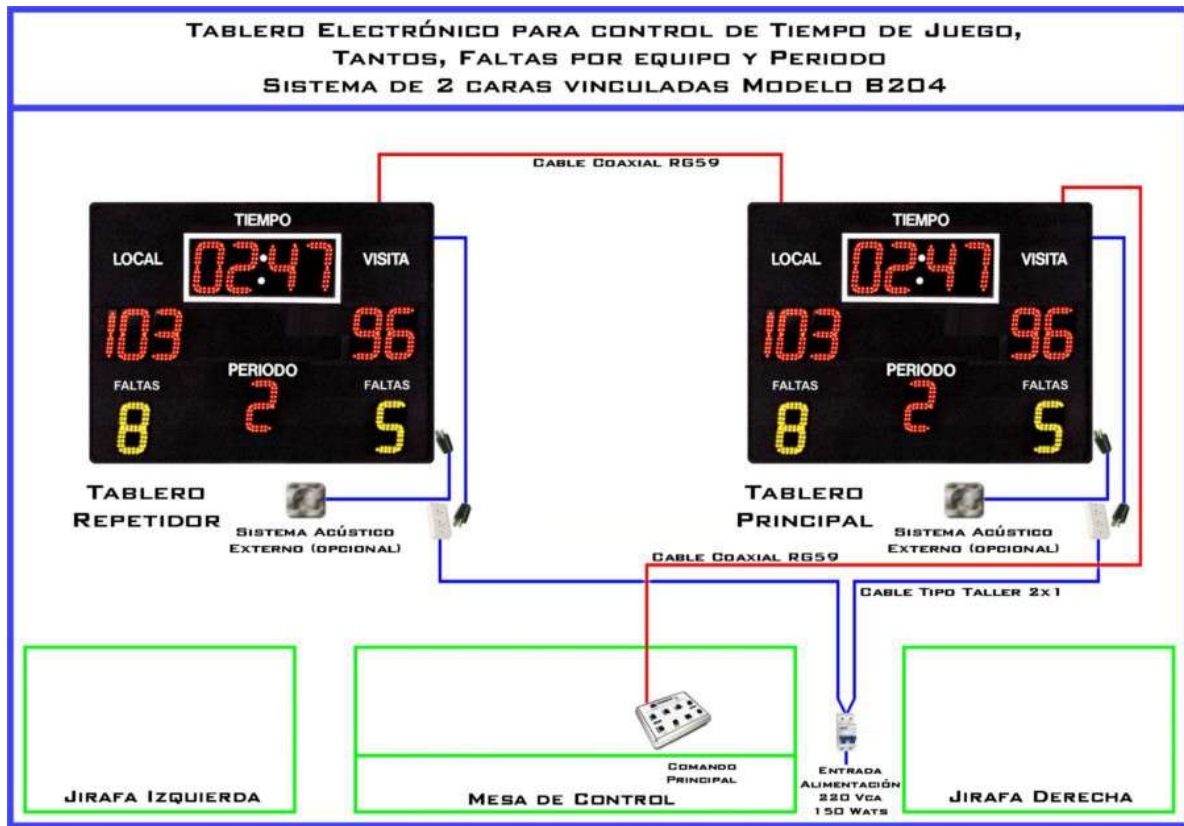 Tablero Electrónico para control de Tiempo de Juego,
Tantos, Faltas por equipo y Periodo
Sistema de 2 caras vinculadas Modelo B204
Cable Coaxial RG59
TIEMPO
LOCAL
02:47
VISITA
103
96
PERIODO
FALTAS
2
FALTAS
8
5
Tablero
Repetidor
Sistema Acústico
Externo (opcional)
TIEMPO
LOCAL
02:47
VISITA
103
96
PERIODO
FALTAS
2
FALTAS
8
5
Tablero
Principal
Sistema Acústico
Externo (opcional)
Cable Coaxial RG59
Cable Tipo Taller 2x1
Jirafa Izquierda
Comando
Principal
Mesa de Control
Entrada
Alimentación
220 Vca
150 Wats
Jirafa Derecha